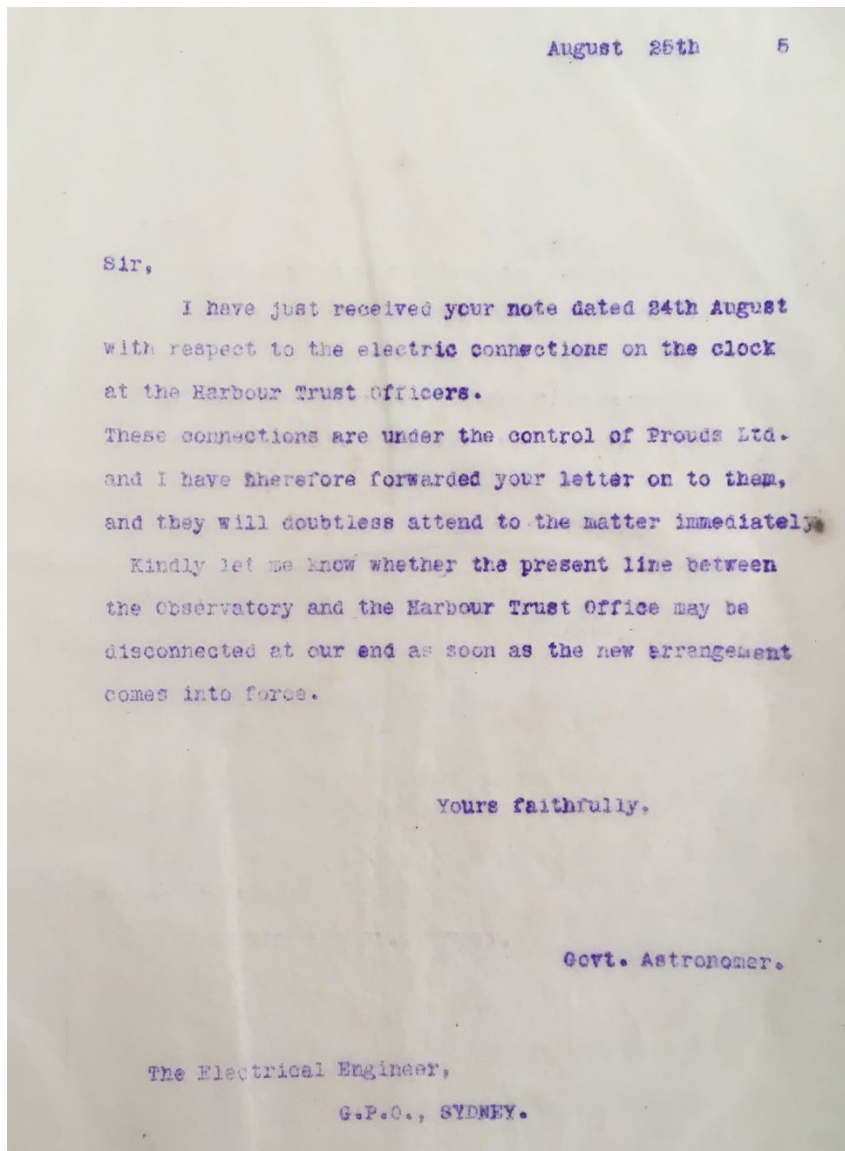 August 25th 5
Sir,
I have just received your note dated 24th August
with respect to the electric connections on the clock
at the Harbour Trust Officers.
These connections are under the control of Prouds Ltd.
and I have therefore forwarded your letter on to them,
and they will doubtless attend to the matter immediately.
Kindly let me know whether the present line between
the Observatory and the Harbour Trust Office may be
disconnected at our end as soon as the new arrangement
comes into force.
Yours faithfully.
Govt. Astronomer.
The Electrical Engineer,
G.P.O., SYDNEY.